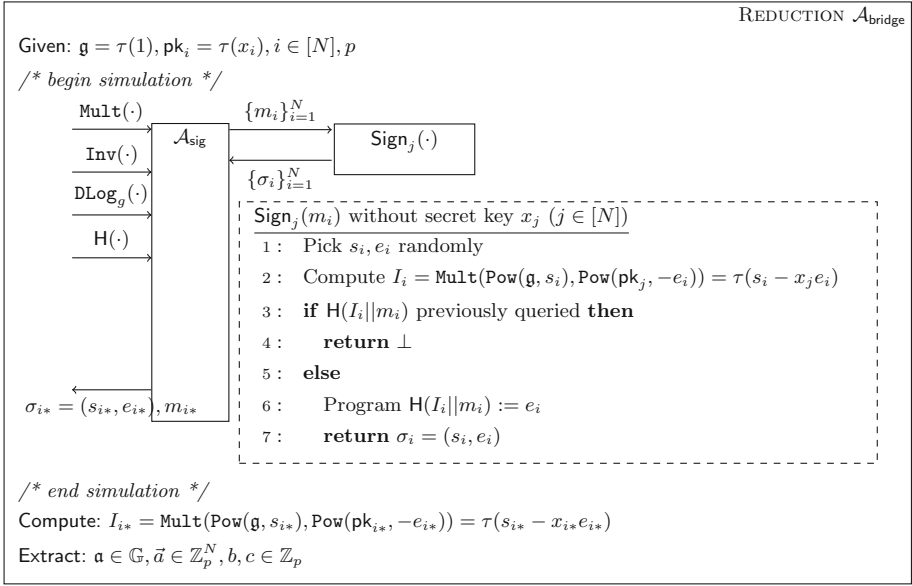 REDUCTION 𝒜_bridge
Given: 𝔤 = τ(1), pk_i = τ(x_i), i ∈ [N], p
/* begin simulation */
Mult(·)
{m_i}_{i=1}^N
𝒜_sig
Sign_j(·)
Inv(·)
{σ_i}_{i=1}^N
DLog_g(·)
H(·)
Sign_j(m_i) without secret key x_j (j ∈ [N])
1 : Pick s_i, e_i randomly
2 : Compute I_i = Mult(Pow(𝔤, s_i), Pow(pk_j, −e_i)) = τ(s_i − x_j e_i)
3 : if H(I_i||m_i) previously queried then
4 : return ⊥
5 : else
6 : Program H(I_i||m_i) := e_i
7 : return σ_i = (s_i, e_i)
σ_{i*} = (s_{i*}, e_{i*}), m_{i*}
/* end simulation */
Compute: I_{i*} = Mult(Pow(𝔤, s_{i*}), Pow(pk_{i*}, −e_{i*})) = τ(s_{i*} − x_{i*} e_{i*})
Extract: 𝔞 ∈ 𝔾, a⃗ ∈ ℤ_p^N, b, c ∈ ℤ_p